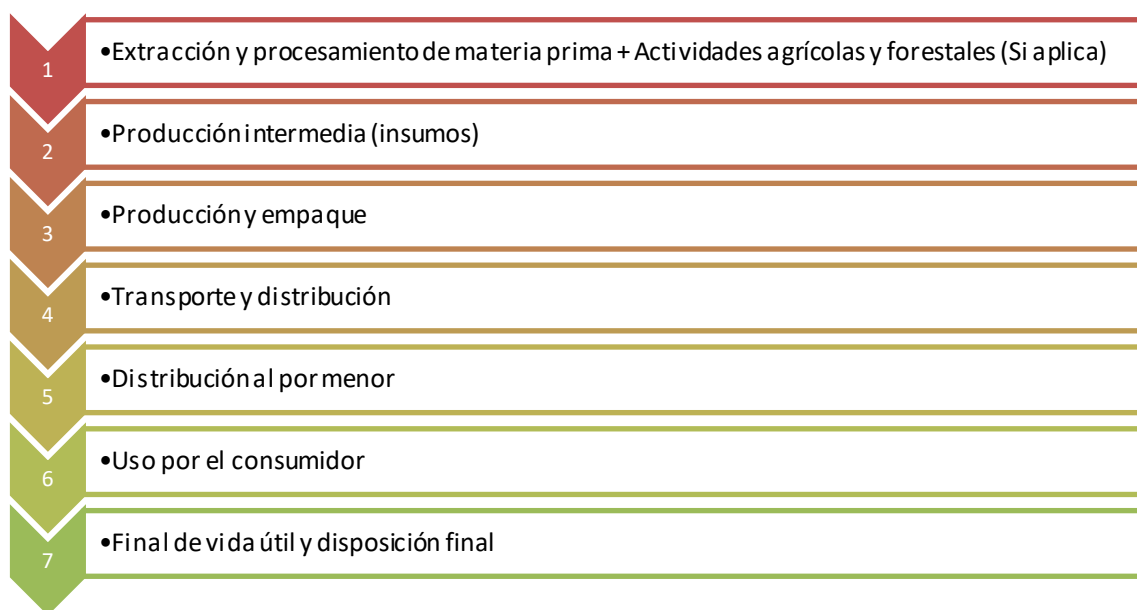 1
•Extracción y procesamiento de materia prima + Actividades agrícolas y forestales (Si aplica)
2
•Producción intermedia (insumos)
3
•Producción y empaque
4
•Transporte y distribución
5
•Distribución al por menor
6
•Uso por el consumidor
7
•Final de vida útil y disposición final